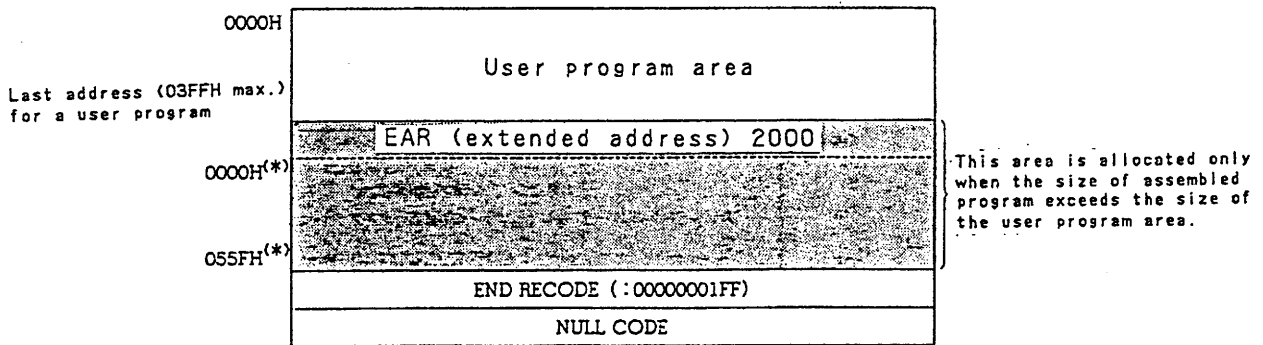 0000H
User program area
Last address (03FFH max.)
for a user program
EAR (extended address) 2000
0000H(*)
This area is allocated only
when the size of assembled
program exceeds the size of
the user program area.
055FH(*)
END RECODE (:00000001FF)
NULL CODE